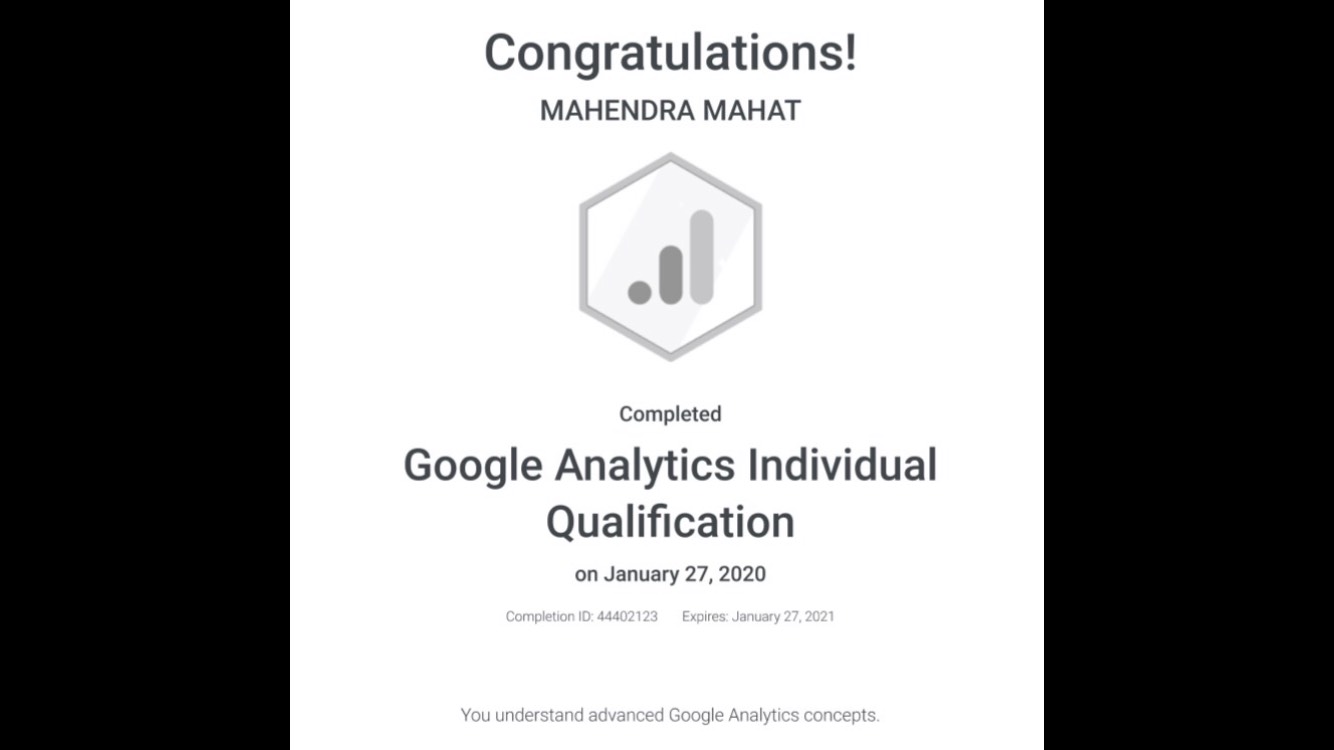 Congratulations!
MAHENDRA MAHAT
Completed
Google Analytics Individual
Qualification
on January 27, 2020
Completion ID: 44402123 Expires: January 27, 2021
You understand advanced Google Analytics concepts.